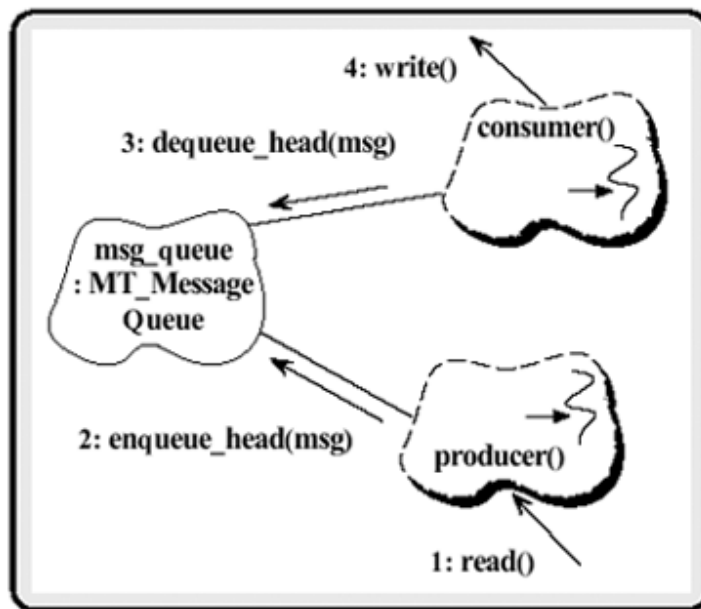 4: write()
consumer()
3: dequeue_head(msg)
msg_queue
: MT_Message
Queue
2: enqueue_head(msg)
producer()
1: read()